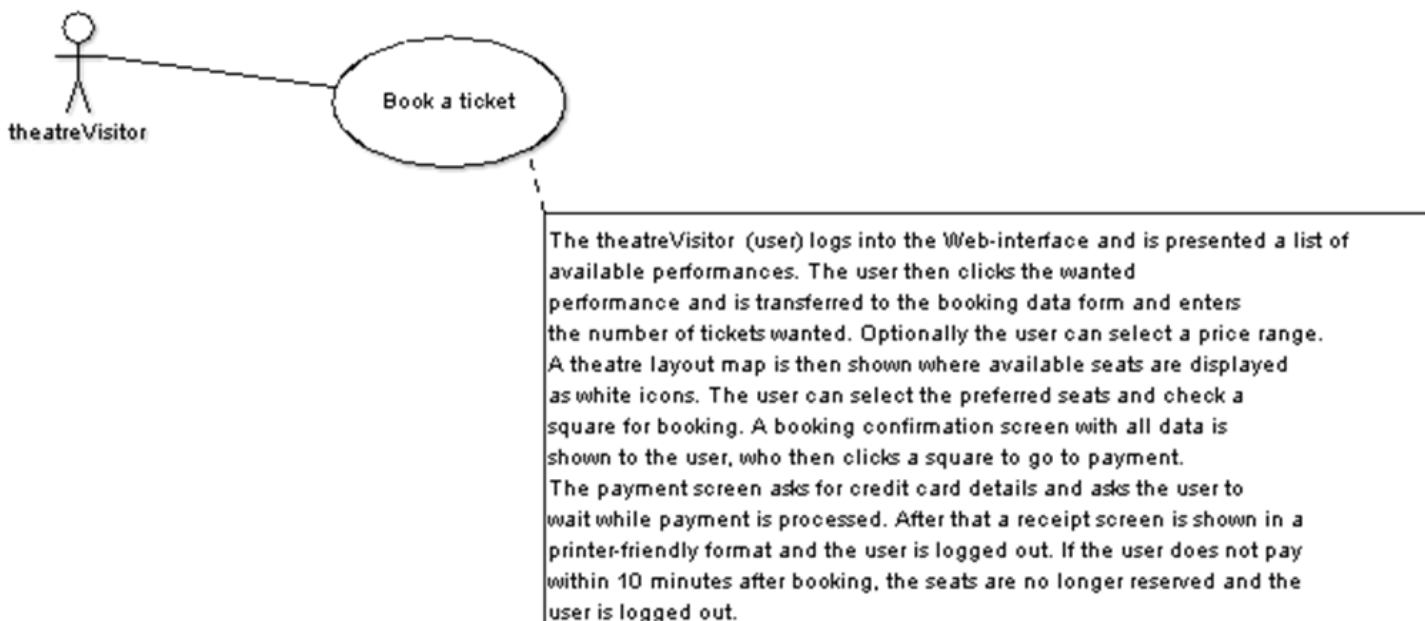 Book a ticket
theatreVisitor
The theatreVisitor (user) logs into the Web-interface and is presented a list of
available performances. The user then clicks the wanted
performance and is transferred to the booking data form and enters
the number of tickets wanted. Optionally the user can select a price range.
A theatre layout map is then shown where available seats are displayed
as white icons. The user can select the preferred seats and check a
square for booking. A booking confirmation screen with all data is
shown to the user, who then clicks a square to go to payment.
The payment screen asks for credit card details and asks the user to
wait while payment is processed. After that a receipt screen is shown in a
printer-friendly format and the user is logged out. If the user does not pay
within 10 minutes after booking, the seats are no longer reserved and the
user is logged out.